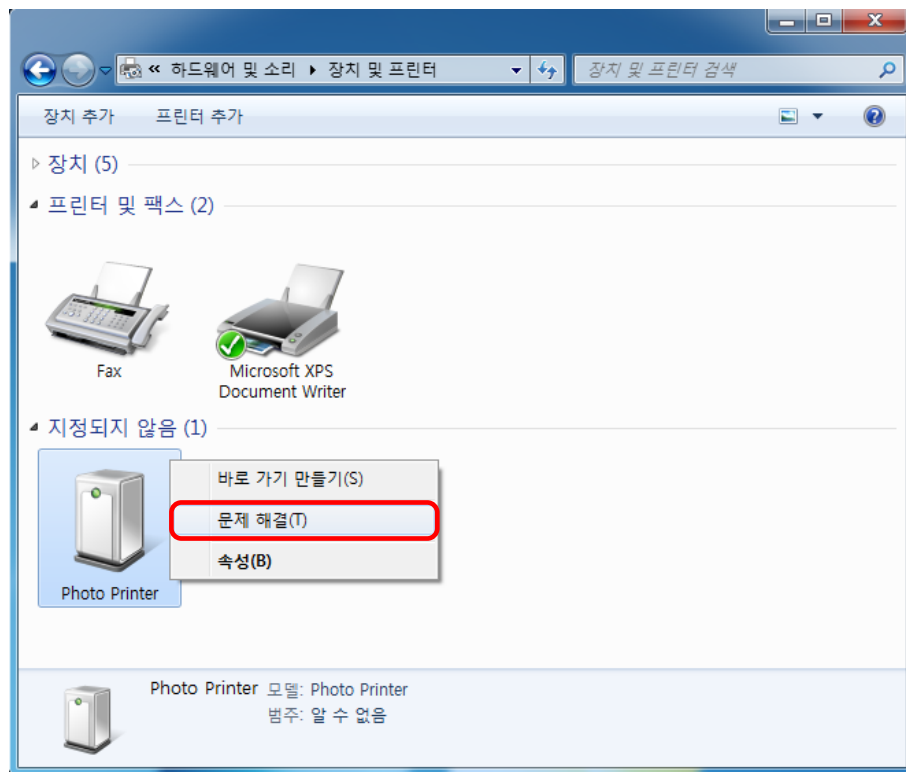 « 하드웨어 및 소리 ▸ 장치 및 프린터
장치 및 프린터 검색
장치 추가 프린터 추가
장치 (5)
프린터 및 팩스 (2)
Fax
Microsoft XPS
Document Writer
지정되지 않음 (1)
바로 가기 만들기(S)
문제 해결(T)
속성(B)
Photo Printer
Photo Printer 모델: Photo Printer
범주: 알 수 없음